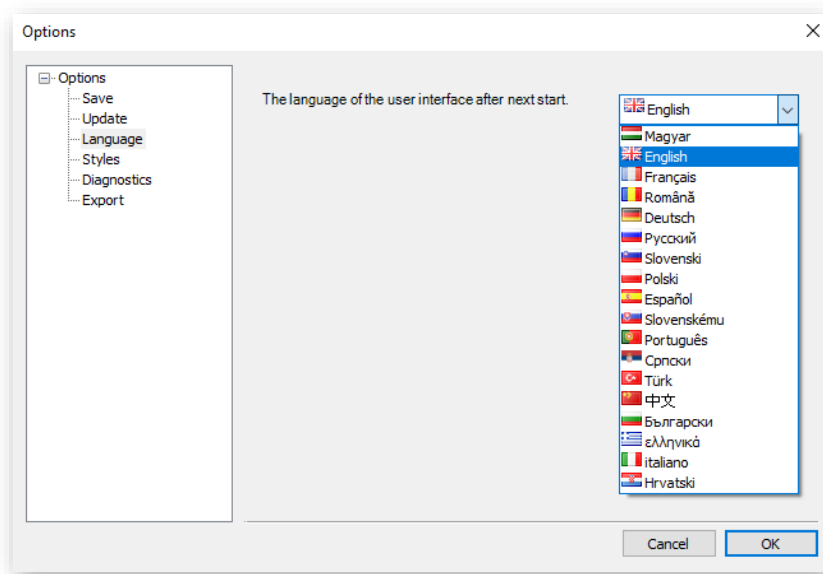 Options
Options
Save
Update
Language
Styles
Diagnostics
Export
The language of the user interface after next start.
English
Magyar
English
Français
Română
Deutsch
Русский
Slovenski
Polski
Español
Slovenskému
Português
Српски
Türk
中文
Български
ελληνικά
italiano
Hrvatski
Cancel
OK